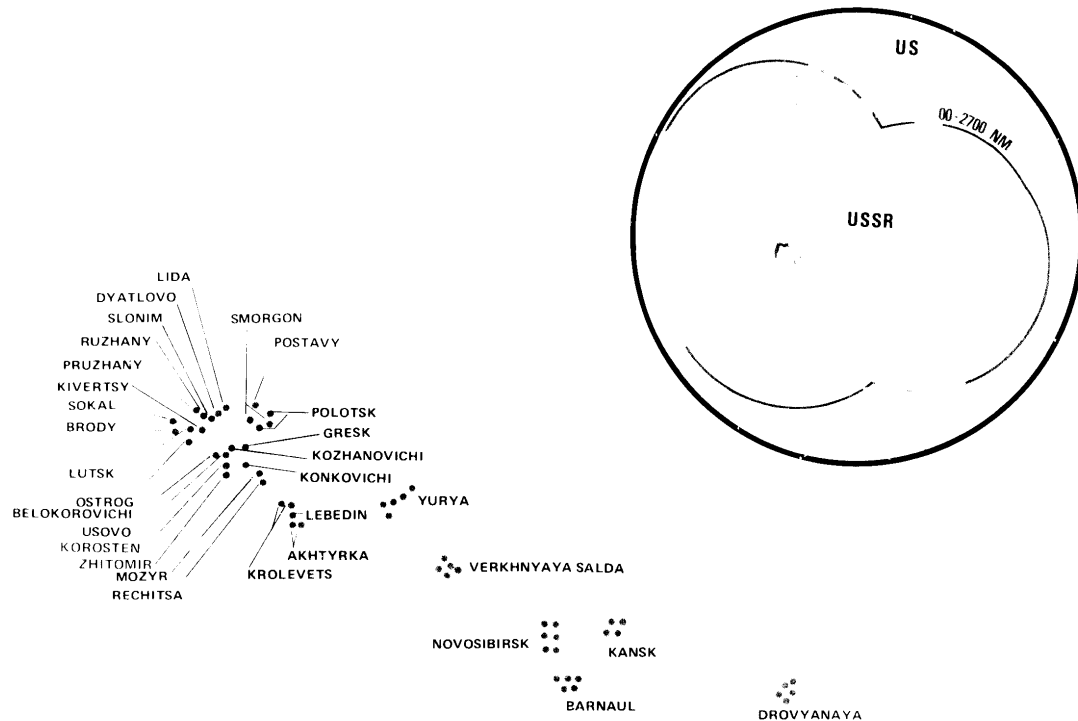 US
00-2700 NM
USSR
LIDA
DYATLOVO
SLONIM
SMORGON
RUZHANY
POSTAVY
PRUZHANY
KIVERTSY
SOKAL
POLOTSK
BRODY
GRESK
KOZHANOVICHI
LUTSK
KONKOVICHI
OSTROG
YURYA
BELOKOROVICHI
LEBEDIN
USOVO
KOROSTEN
AKHTYRKA
ZHITOMIR
MOZYR
KROLEVETS
VERKHNYAYA SALDA
RECHITSA
NOVOSIBIRSK
KANSK
BARNAUL
DROVYANAYA